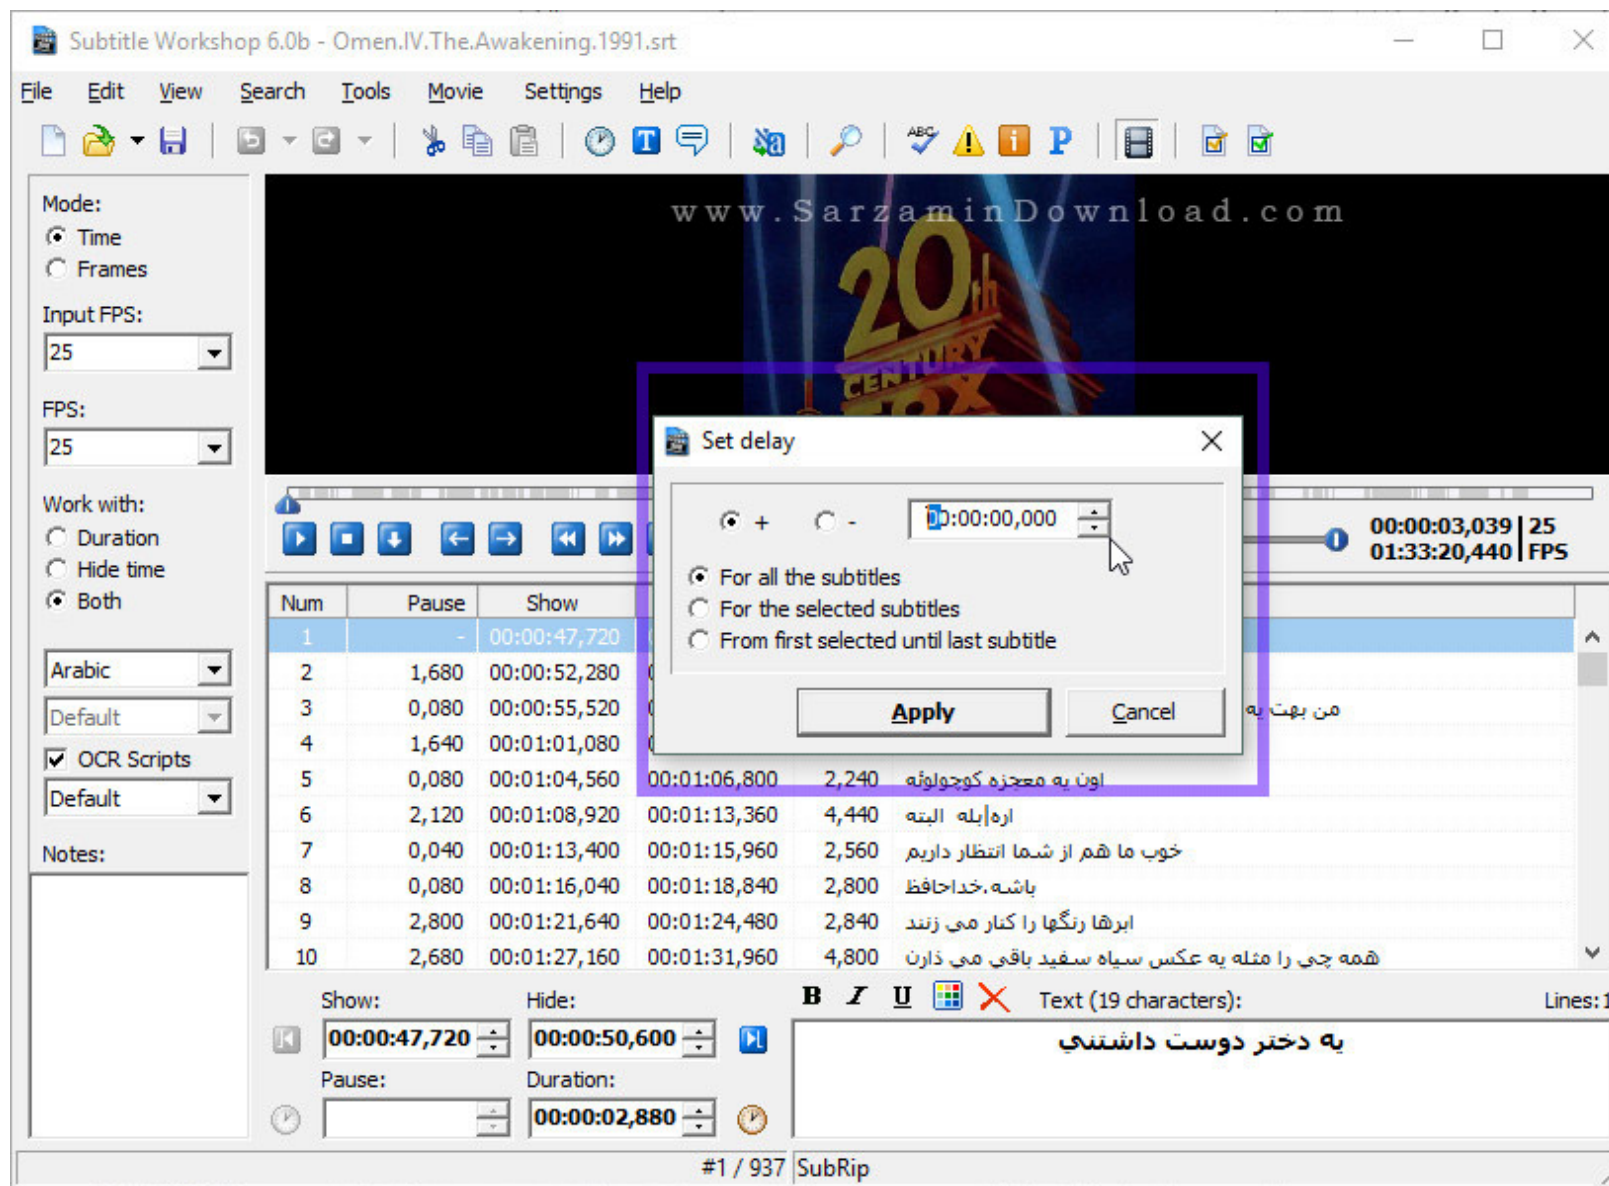 Subtitle Workshop 6.0b - Omen.IV.The.Awakening.1991.srt
File Edit View Search Tools Movie Settings Help
www.SarzaminDownload.com
20th
CENTURY
FOX
Mode:
Time
Frames
Input FPS:
25
FPS:
25
Work with:
Duration
Hide time
Both
Arabic
Default
OCR Scripts
Default
Notes:
Set delay
+ - 00:00:00,000
For all the subtitles
For the selected subtitles
From first selected until last subtitle
Apply Cancel
00:00:03,039 25
01:33:20,440 FPS
Num Pause Show
1 - 00:00:47,720
2 1,680 00:00:52,280
3 0,080 00:00:55,520 من بهت یه
4 1,640 00:01:01,080
5 0,080 00:01:04,560 00:01:06,800 2,240 اون یه معجزه کوچولوئه
6 2,120 00:01:08,920 00:01:13,360 4,440 اره|بله البته
7 0,040 00:01:13,400 00:01:15,960 2,560 خوب ما هم از شما انتظار داریم
8 0,080 00:01:16,040 00:01:18,840 2,800 باشه.خداحافظ
9 2,800 00:01:21,640 00:01:24,480 2,840 ابرها رنگها را کنار می زنند
10 2,680 00:01:27,160 00:01:31,960 4,800 همه چی را مثله یه عکس سیاه سفید باقی می ذارن
Show: Hide: B I U Text (19 characters): Lines:1
00:00:47,720 00:00:50,600
یه دختر دوست داشتني
Pause: Duration:
00:00:02,880
#1 / 937 SubRip